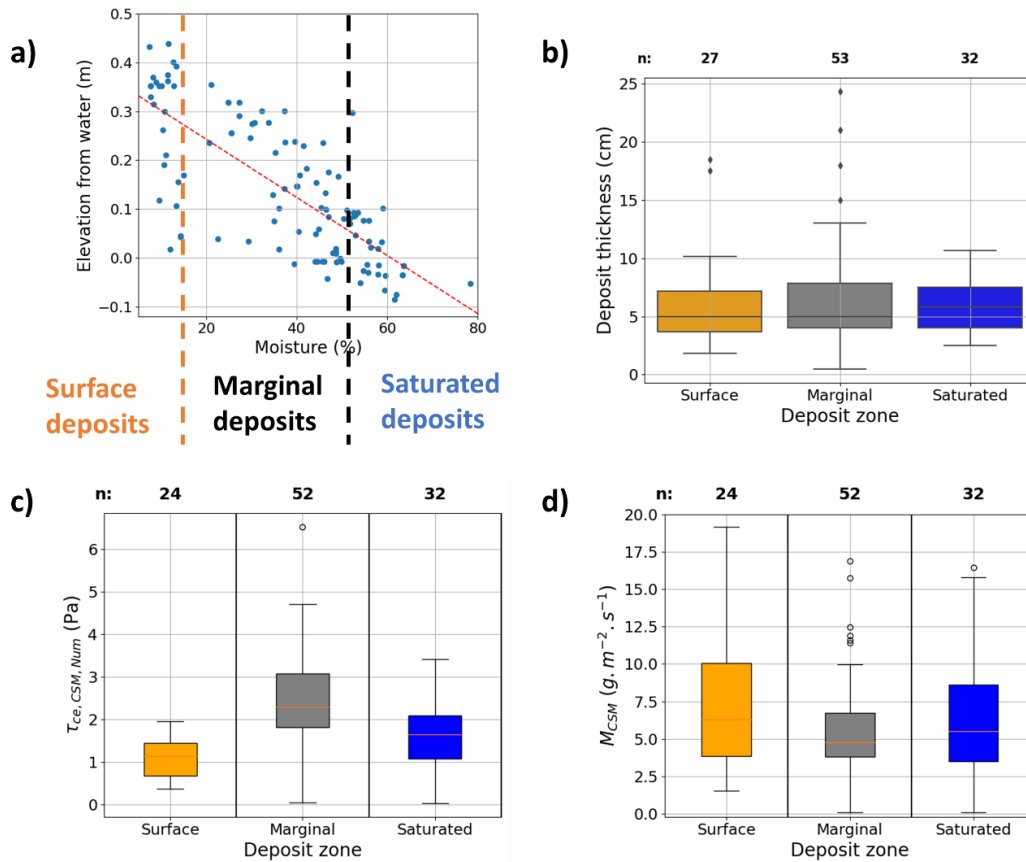 a)
0.5
0.4
0.3
0.2
0.1
0.0
−0.1
Elevation from water (m)
20 40 60 80
Moisture (%)
Surface deposits
Marginal deposits
Saturated deposits
b)
n: 27 53 32
25
20
15
10
5
0
Deposit thickness (cm)
Surface Marginal Saturated
Deposit zone
c)
n: 24 52 32
6
5
4
3
2
1
0
τce,CSM,Num (Pa)
Surface Marginal Saturated
Deposit zone
d)
n: 24 52 32
20.0
17.5
15.0
12.5
10.0
7.5
5.0
2.5
0.0
MCSM (g.m−2.s−1)
Surface Marginal Saturated
Deposit zone